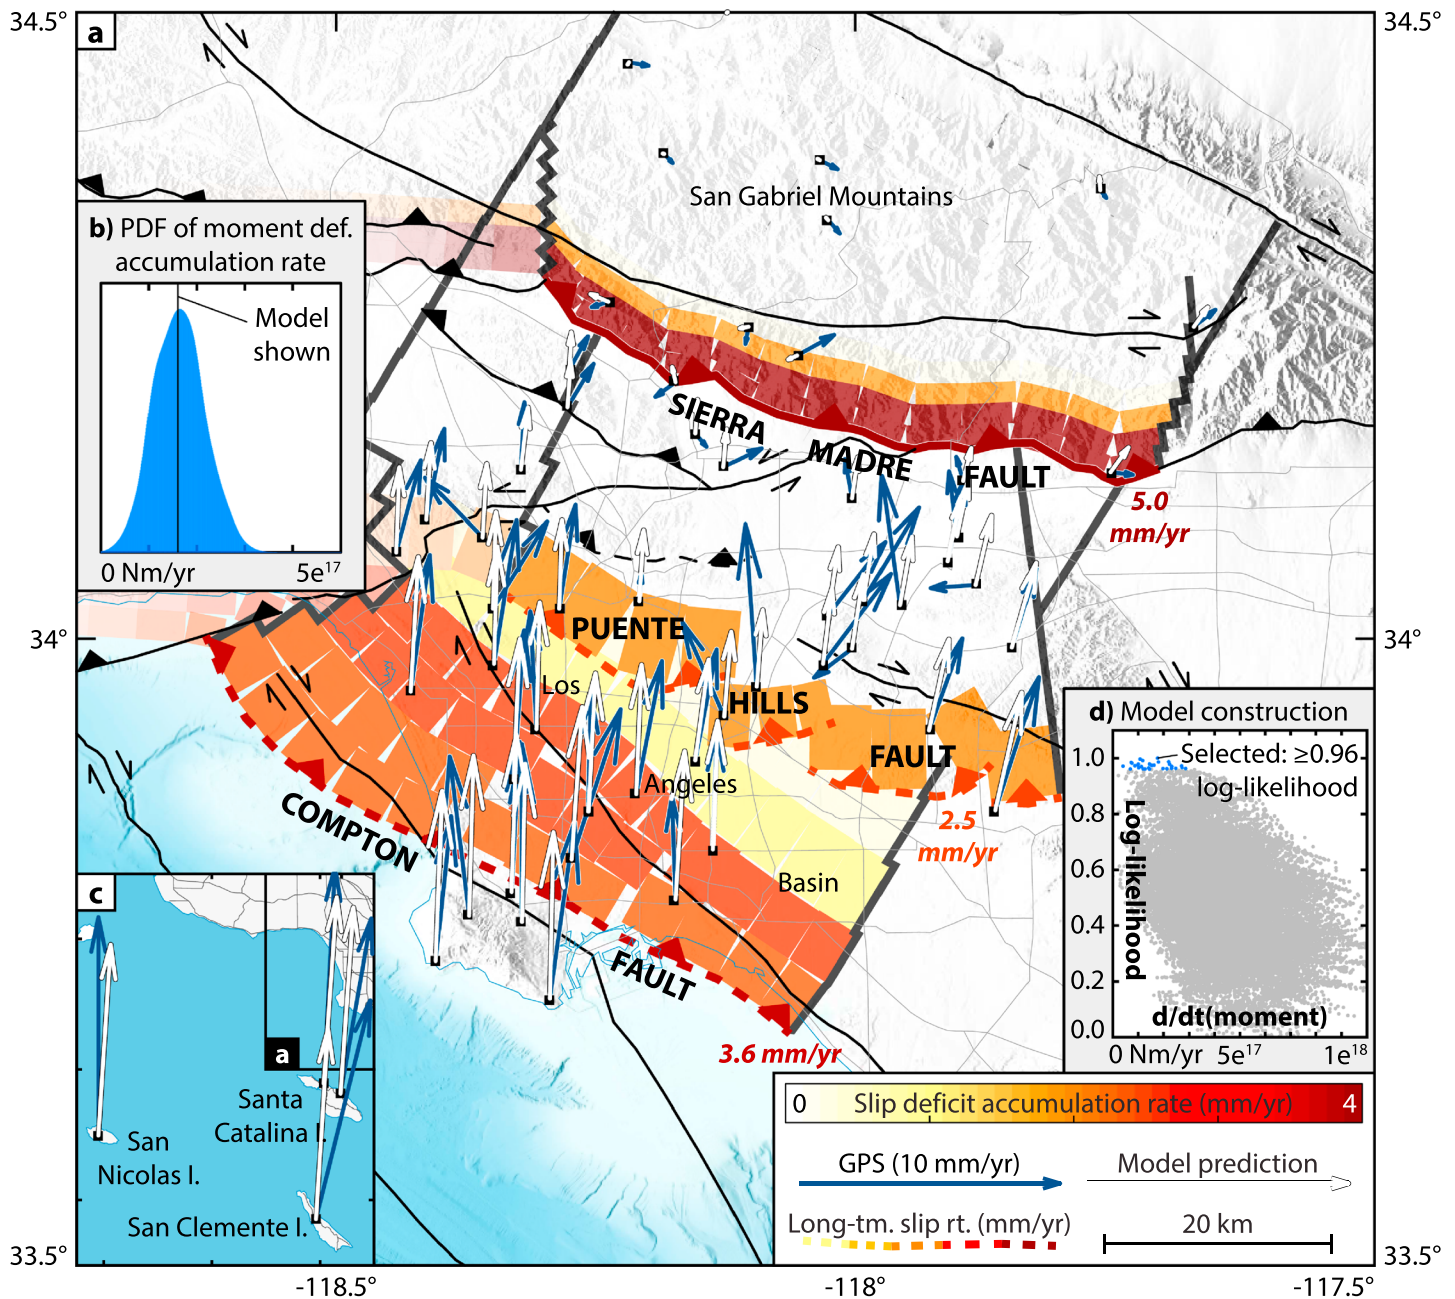 34.5°
34.5°
a
San Gabriel Mountains
b) PDF of moment def.
accumulation rate
Model
shown
0 Nm/yr
5e¹⁷
SIERRA
MADRE
FAULT
5.0
mm/yr
34°
34°
PUENTE
HILLS
FAULT
2.5
mm/yr
Los
Angeles
Basin
COMPTON
FAULT
3.6 mm/yr
c
a
Santa
Catalina I.
San
Nicolas I.
San Clemente I.
d) Model construction
Selected: ≥0.96
log-likelihood
1.0
0.8
0.6
0.4
0.2
0.0
Log-likelihood
d/dt(moment)
0 Nm/yr
5e¹⁷
1e¹⁸
0
Slip deficit accumulation rate (mm/yr)
4
GPS (10 mm/yr)
Model prediction
Long-tm. slip rt. (mm/yr)
20 km
33.5°
33.5°
-118.5°
-118°
-117.5°